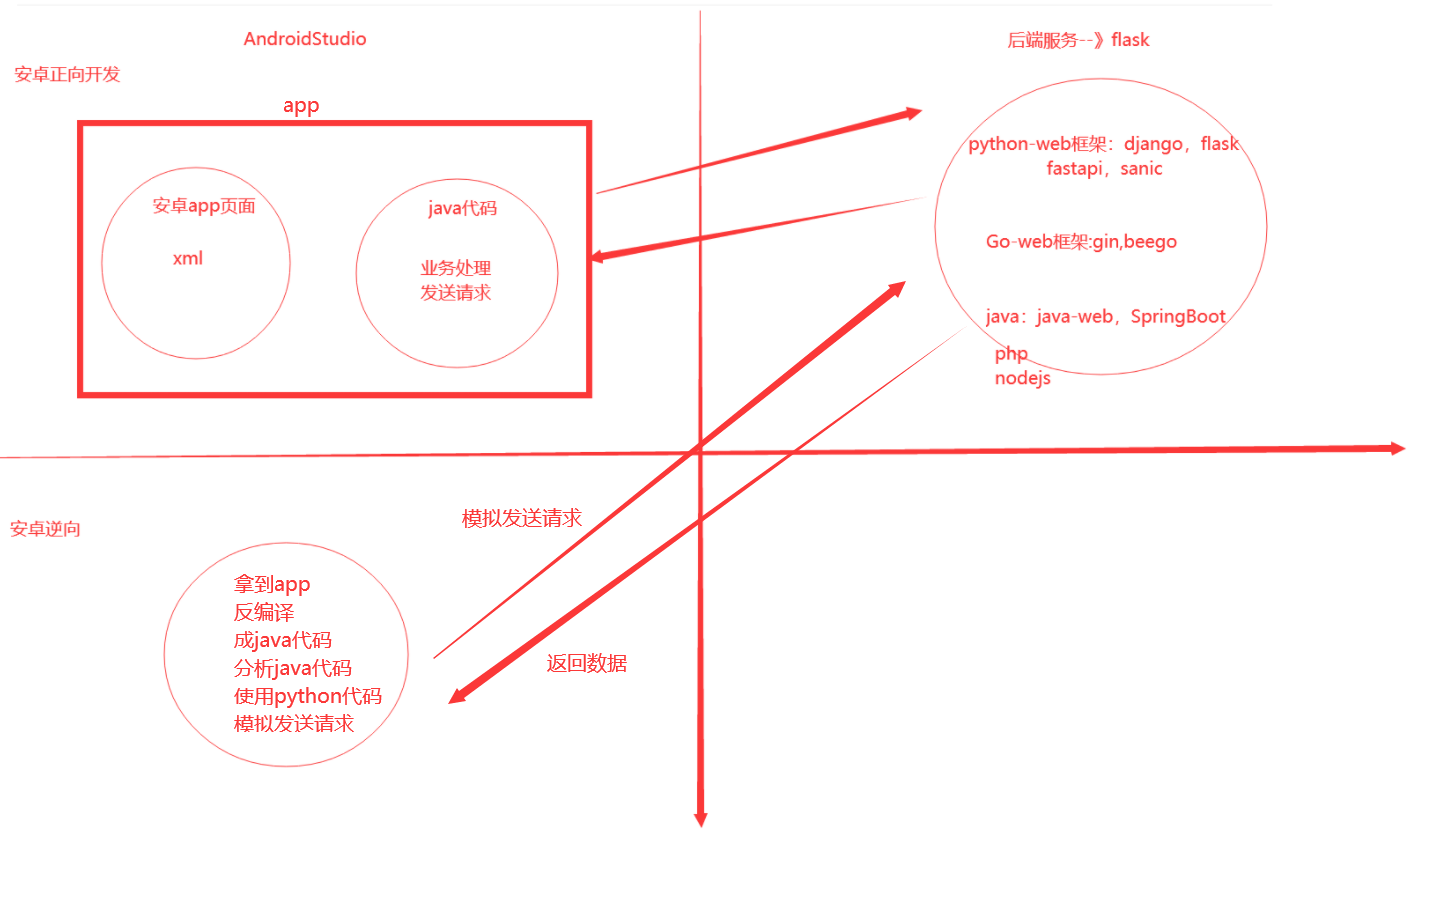 AndroidStudio
后端服务--》flask
安卓正向开发
app
安卓app页面
xml
java代码
业务处理
发送请求
python-web框架：django，flask
fastapi，sanic
Go-web框架:gin,beego
java：java-web，SpringBoot
php
nodejs
安卓逆向
模拟发送请求
拿到app
反编译
成java代码
分析java代码
使用python代码
模拟发送请求
返回数据